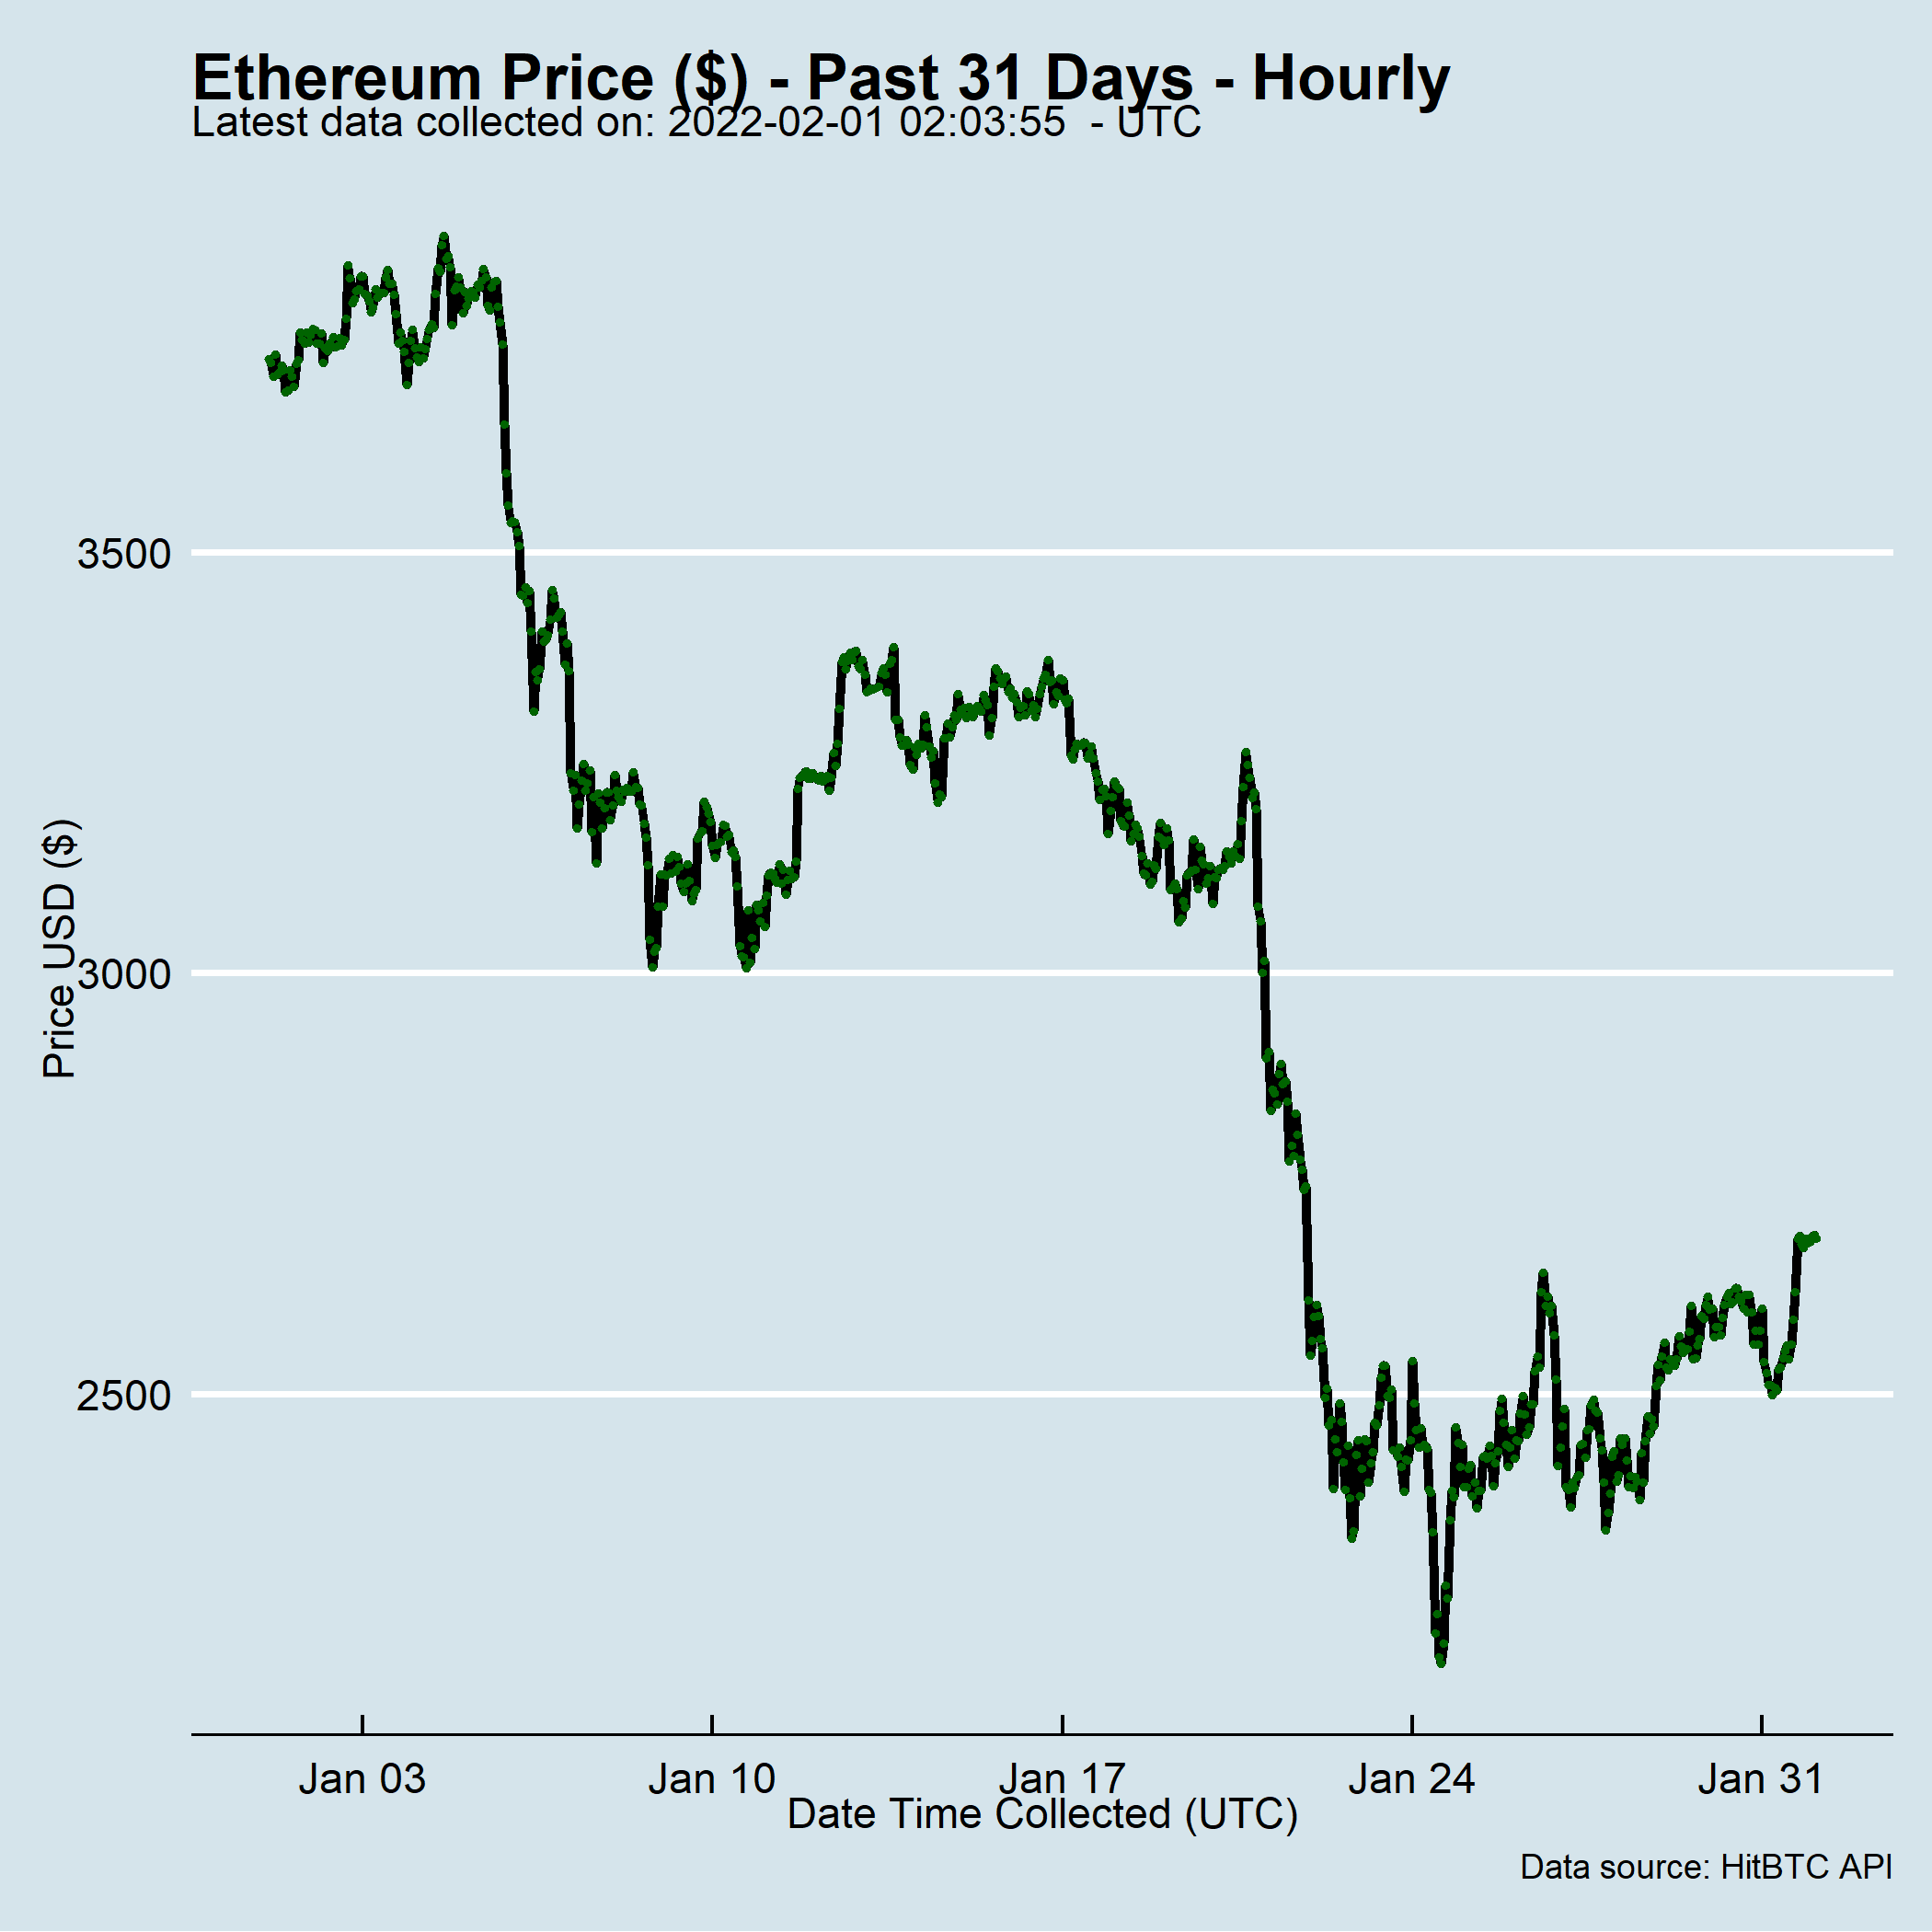 Ethereum Price ($) - Past 31 Days - Hourly
Latest data collected on: 2022-02-01 02:03:55  - UTC
Price USD ($)
3500
3000
2500
Jan 03
Jan 10
Jan 17
Jan 24
Jan 31
Date Time Collected (UTC)
Data source: HitBTC API